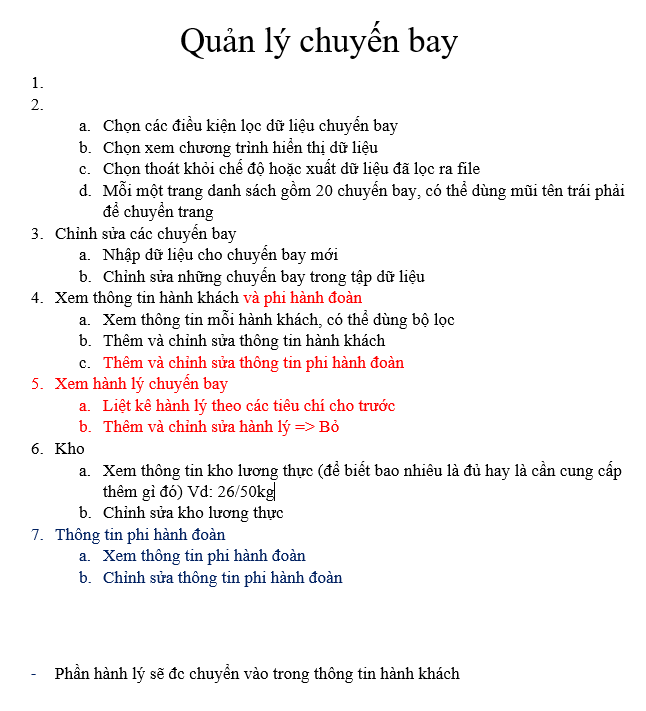 Quản lý chuyến bay
1.
2.
a. Chọn các điều kiện lọc dữ liệu chuyến bay
b. Chọn xem chương trình hiển thị dữ liệu
c. Chọn thoát khỏi chế độ hoặc xuất dữ liệu đã lọc ra file
d. Mỗi một trang danh sách gồm 20 chuyến bay, có thể dùng mũi tên trái phải
để chuyển trang
3. Chỉnh sửa các chuyến bay
a. Nhập dữ liệu cho chuyến bay mới
b. Chỉnh sửa những chuyến bay trong tập dữ liệu
4. Xem thông tin hành khách và phi hành đoàn
a. Xem thông tin mỗi hành khách, có thể dùng bộ lọc
b. Thêm và chỉnh sửa thông tin hành khách
c. Thêm và chỉnh sửa thông tin phi hành đoàn
5. Xem hành lý chuyến bay
a. Liệt kê hành lý theo các tiêu chí cho trước
b. Thêm và chỉnh sửa hành lý => Bỏ
6. Kho
a. Xem thông tin kho lương thực (để biết bao nhiêu là đủ hay là cần cung cấp
thêm gì đó) Vd: 26/50kg
b. Chỉnh sửa kho lương thực
7. Thông tin phi hành đoàn
a. Xem thông tin phi hành đoàn
b. Chỉnh sửa thông tin phi hành đoàn
- Phần hành lý sẽ đc chuyển vào trong thông tin hành khách